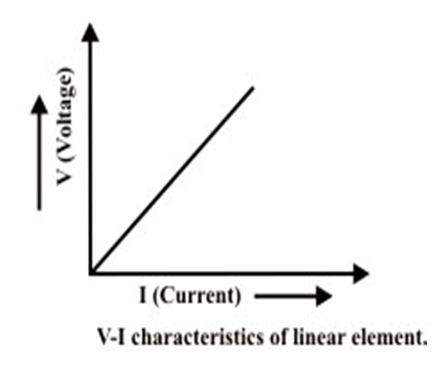 V (Voltage)
I (Current)
V-I characteristics of linear element.